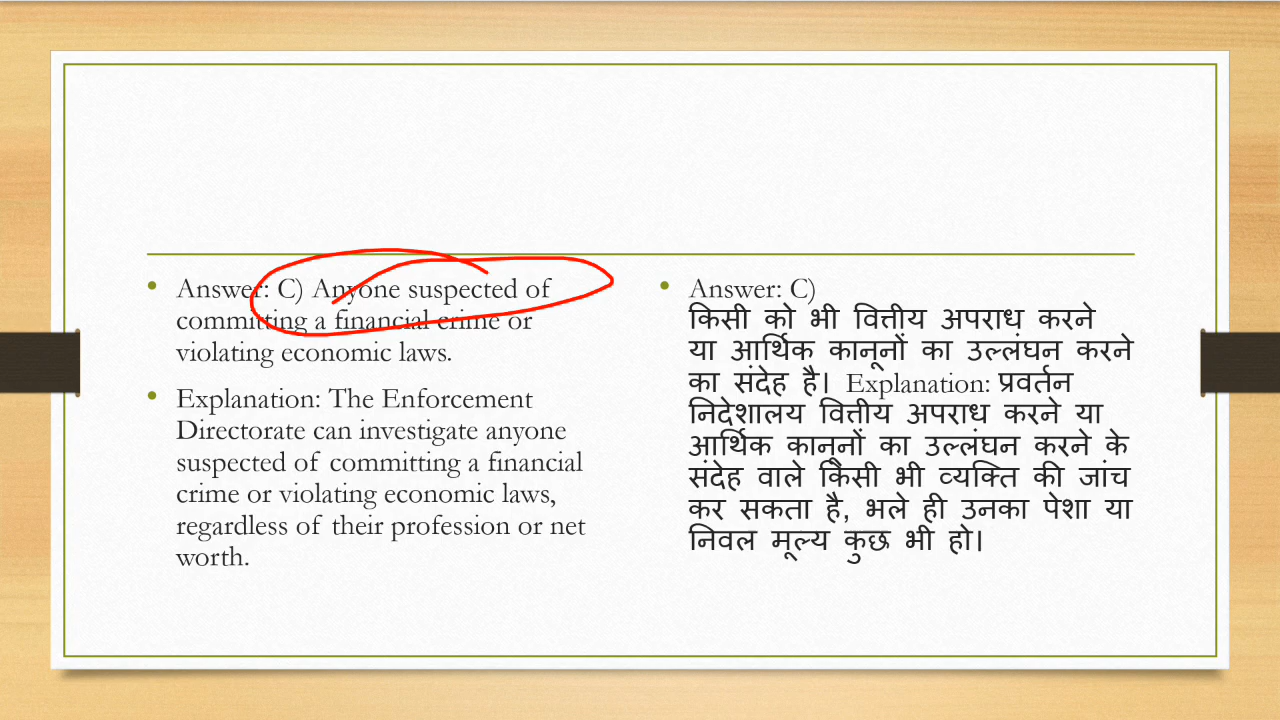 Answer: C) Anyone suspected of
committing a financial crime or
violating economic laws.
Explanation: The Enforcement
Directorate can investigate anyone
suspected of committing a financial
crime or violating economic laws,
regardless of their profession or net
worth.
Answer: C)
किसी को भी वित्तीय अपराध करने
या आर्थिक कानूनों का उल्लंघन करने
का संदेह है। Explanation: प्रवर्तन
निदेशालय वित्तीय अपराध करने या
आर्थिक कानूनों का उल्लंघन करने के
संदेह वाले किसी भी व्यक्ति की जांच
कर सकता है, भले ही उनका पेशा या
निवल मूल्य कुछ भी हो।